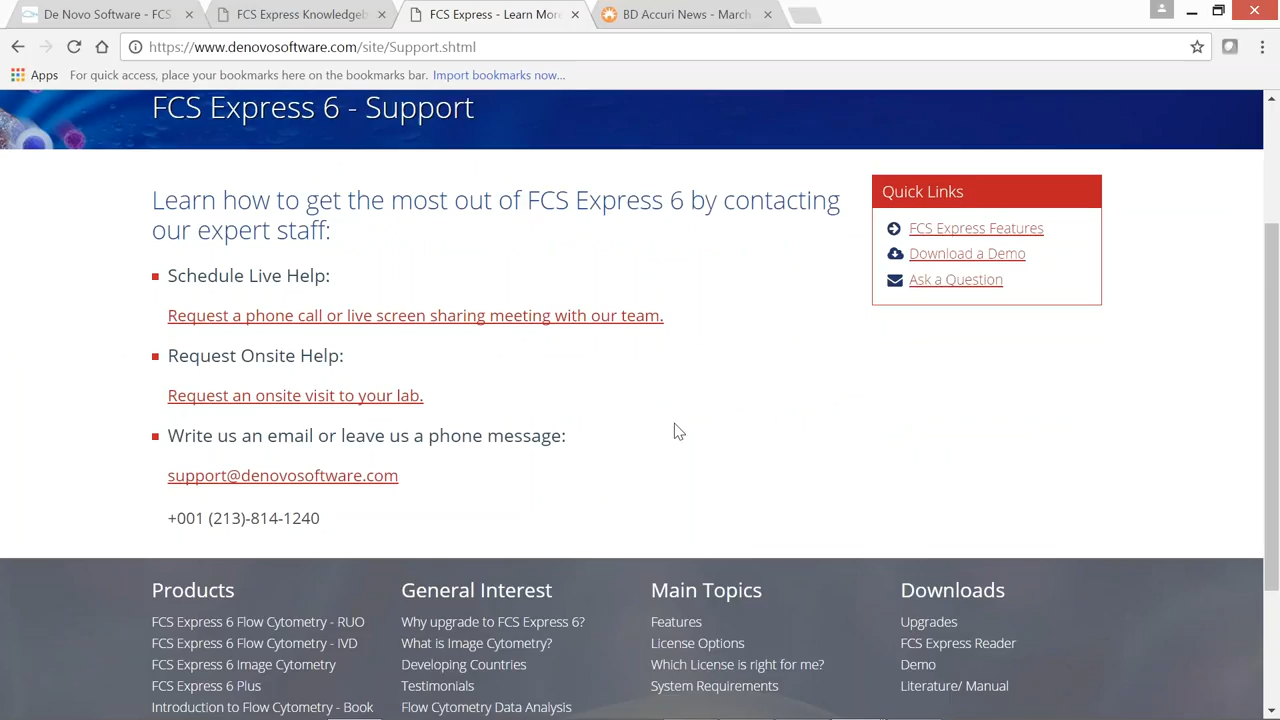 De Novo Software - FCS
FCS Express Knowledgeb
FCS Express - Learn More
BD Accuri News - March
https://www.denovosoftware.com/site/Support.shtml
Apps For quick access, place your bookmarks here on the bookmarks bar. Import bookmarks now...
FCS Express 6 - Support
Learn how to get the most out of FCS Express 6 by contacting
our expert staff:
Schedule Live Help:
Request a phone call or live screen sharing meeting with our team.
Request Onsite Help:
Request an onsite visit to your lab.
Write us an email or leave us a phone message:
support@denovosoftware.com
+001 (213)-814-1240
Quick Links
FCS Express Features
Download a Demo
Ask a Question
Products
FCS Express 6 Flow Cytometry - RUO
FCS Express 6 Flow Cytometry - IVD
FCS Express 6 Image Cytometry
FCS Express 6 Plus
Introduction to Flow Cytometry - Book
General Interest
Why upgrade to FCS Express 6?
What is Image Cytometry?
Developing Countries
Testimonials
Flow Cytometry Data Analysis
Main Topics
Features
License Options
Which License is right for me?
System Requirements
Downloads
Upgrades
FCS Express Reader
Demo
Literature/ Manual